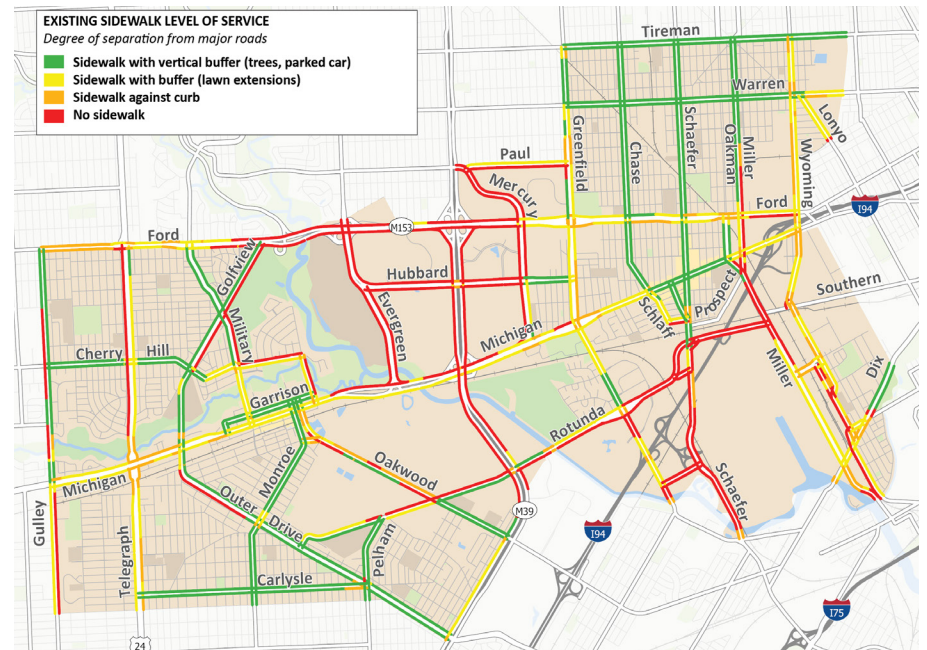 EXISTING SIDEWALK LEVEL OF SERVICE
Degree of separation from major roads
Sidewalk with vertical buffer (trees, parked car)
Sidewalk with buffer (lawn extensions)
Sidewalk against curb
No sidewalk
Tireman
Warren
Lonyo
Greenfield
Chase
Schaefer
Oakman
Miller
Wyoming
Paul
Mercury
Ford
I94
M153
Ford
Golfview
Hubbard
Evergreen
Southern
Prospect
Schlaff
Michigan
Military
Cherry Hill
Miller
Dix
Garrison
Rotunda
Oakwood
Monroe
Michigan
Gulley
Outer Drive
Schaefer
M39
I94
Telegraph
Pelham
Carlysle
I75
24